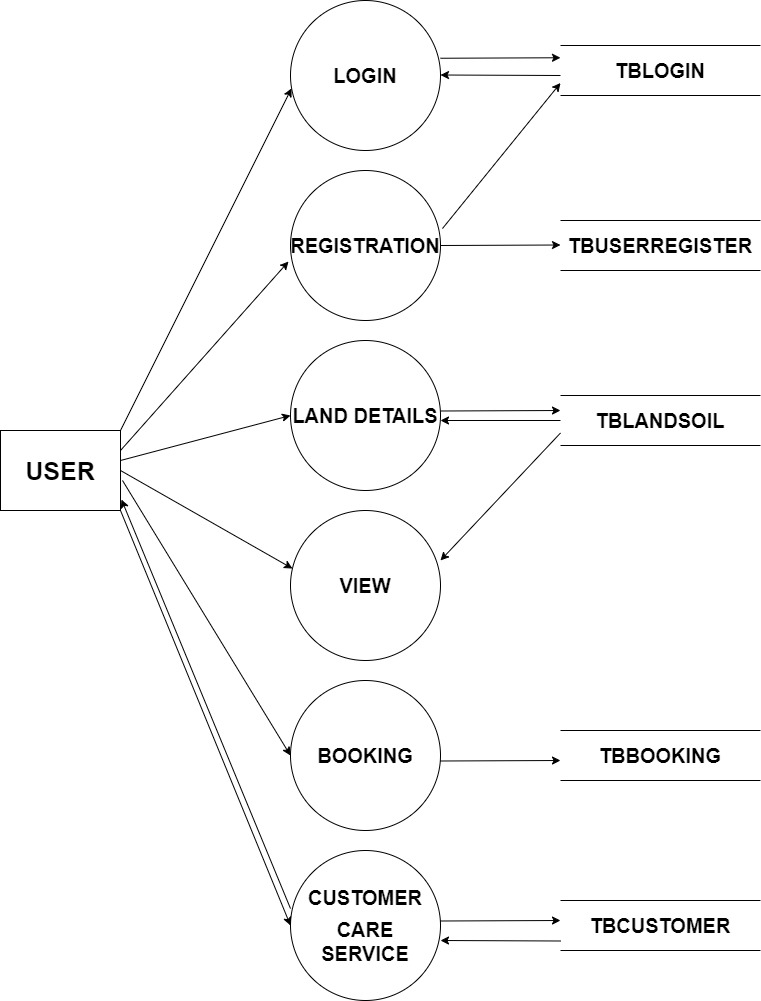 LOGIN
TBLOGIN
REGISTRATION
TBUSERREGISTER
LAND DETAILS
TBLANDSOIL
USER
VIEW
BOOKING
TBBOOKING
CUSTOMER
CARE
SERVICE
TBCUSTOMER